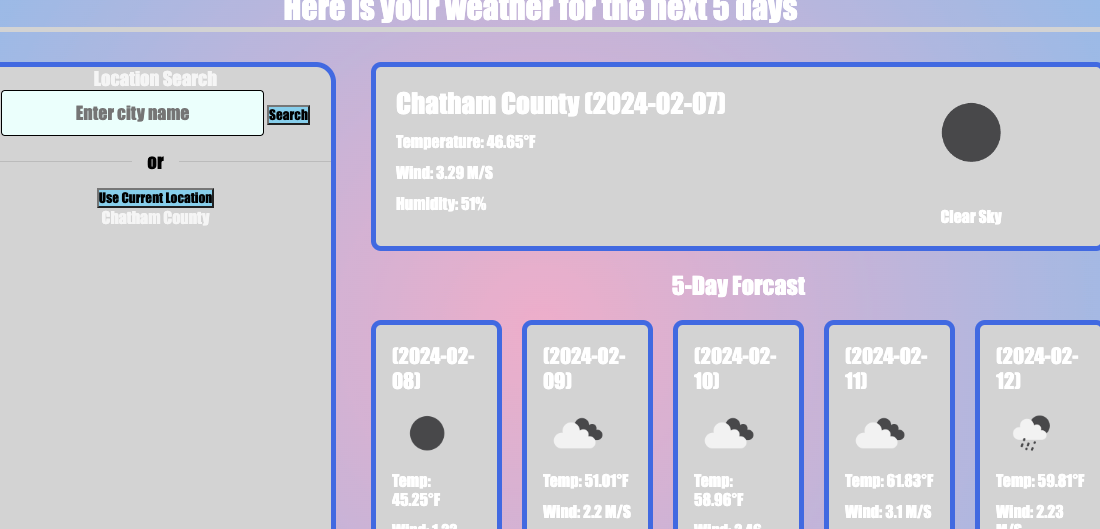 Here is your weather for the next 5 days
Location Search
Enter city name
Search
or
Use Current Location
Chatham County
Chatham County (2024-02-07)
Temperature: 46.65°F
Wind: 3.29 M/S
Humidity: 51%
Clear Sky
5-Day Forcast
(2024-02-
08)
Temp:
45.25°F
(2024-02-
09)
Temp: 51.01°F
Wind: 2.2 M/S
(2024-02-
10)
Temp:
58.96°F
(2024-02-
11)
Temp: 61.83°F
Wind: 3.1 M/S
(2024-02-
12)
Temp: 59.81°F
Wind: 2.23
M/S